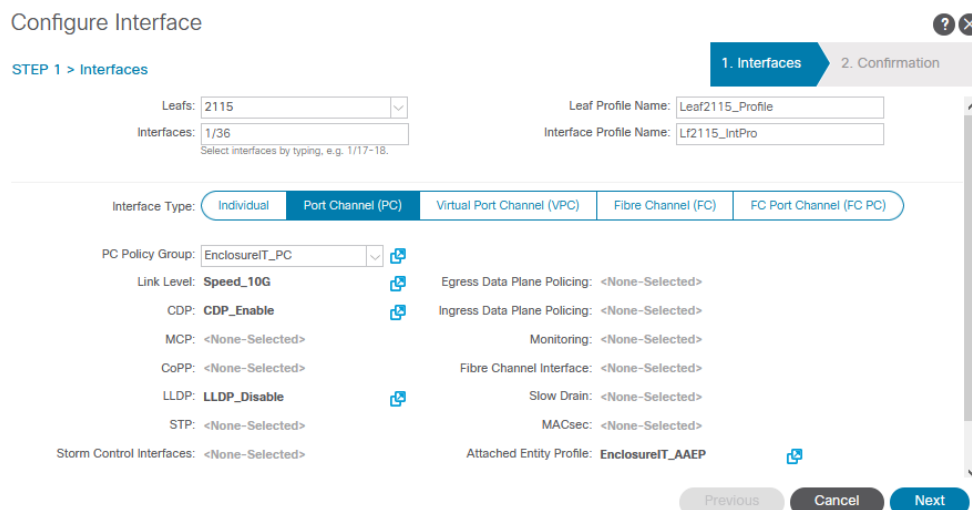 Configure Interface
STEP 1 > Interfaces
1. Interfaces
2. Confirmation
Leafs: 2115
Leaf Profile Name: Leaf2115_Profile
Interfaces: 1/36
Interface Profile Name: Lf2115_IntPro
Select interfaces by typing, e.g. 1/17-18.
Interface Type: Individual Port Channel (PC) Virtual Port Channel (VPC) Fibre Channel (FC) FC Port Channel (FC PC)
PC Policy Group: EnclosureIT_PC
Link Level: Speed_10G
Egress Data Plane Policing: <None-Selected>
CDP: CDP_Enable
Ingress Data Plane Policing: <None-Selected>
MCP: <None-Selected>
Monitoring: <None-Selected>
CoPP: <None-Selected>
Fibre Channel Interface: <None-Selected>
LLDP: LLDP_Disable
Slow Drain: <None-Selected>
STP: <None-Selected>
MACsec: <None-Selected>
Storm Control Interfaces: <None-Selected>
Attached Entity Profile: EnclosureIT_AAEP
Previous
Cancel
Next